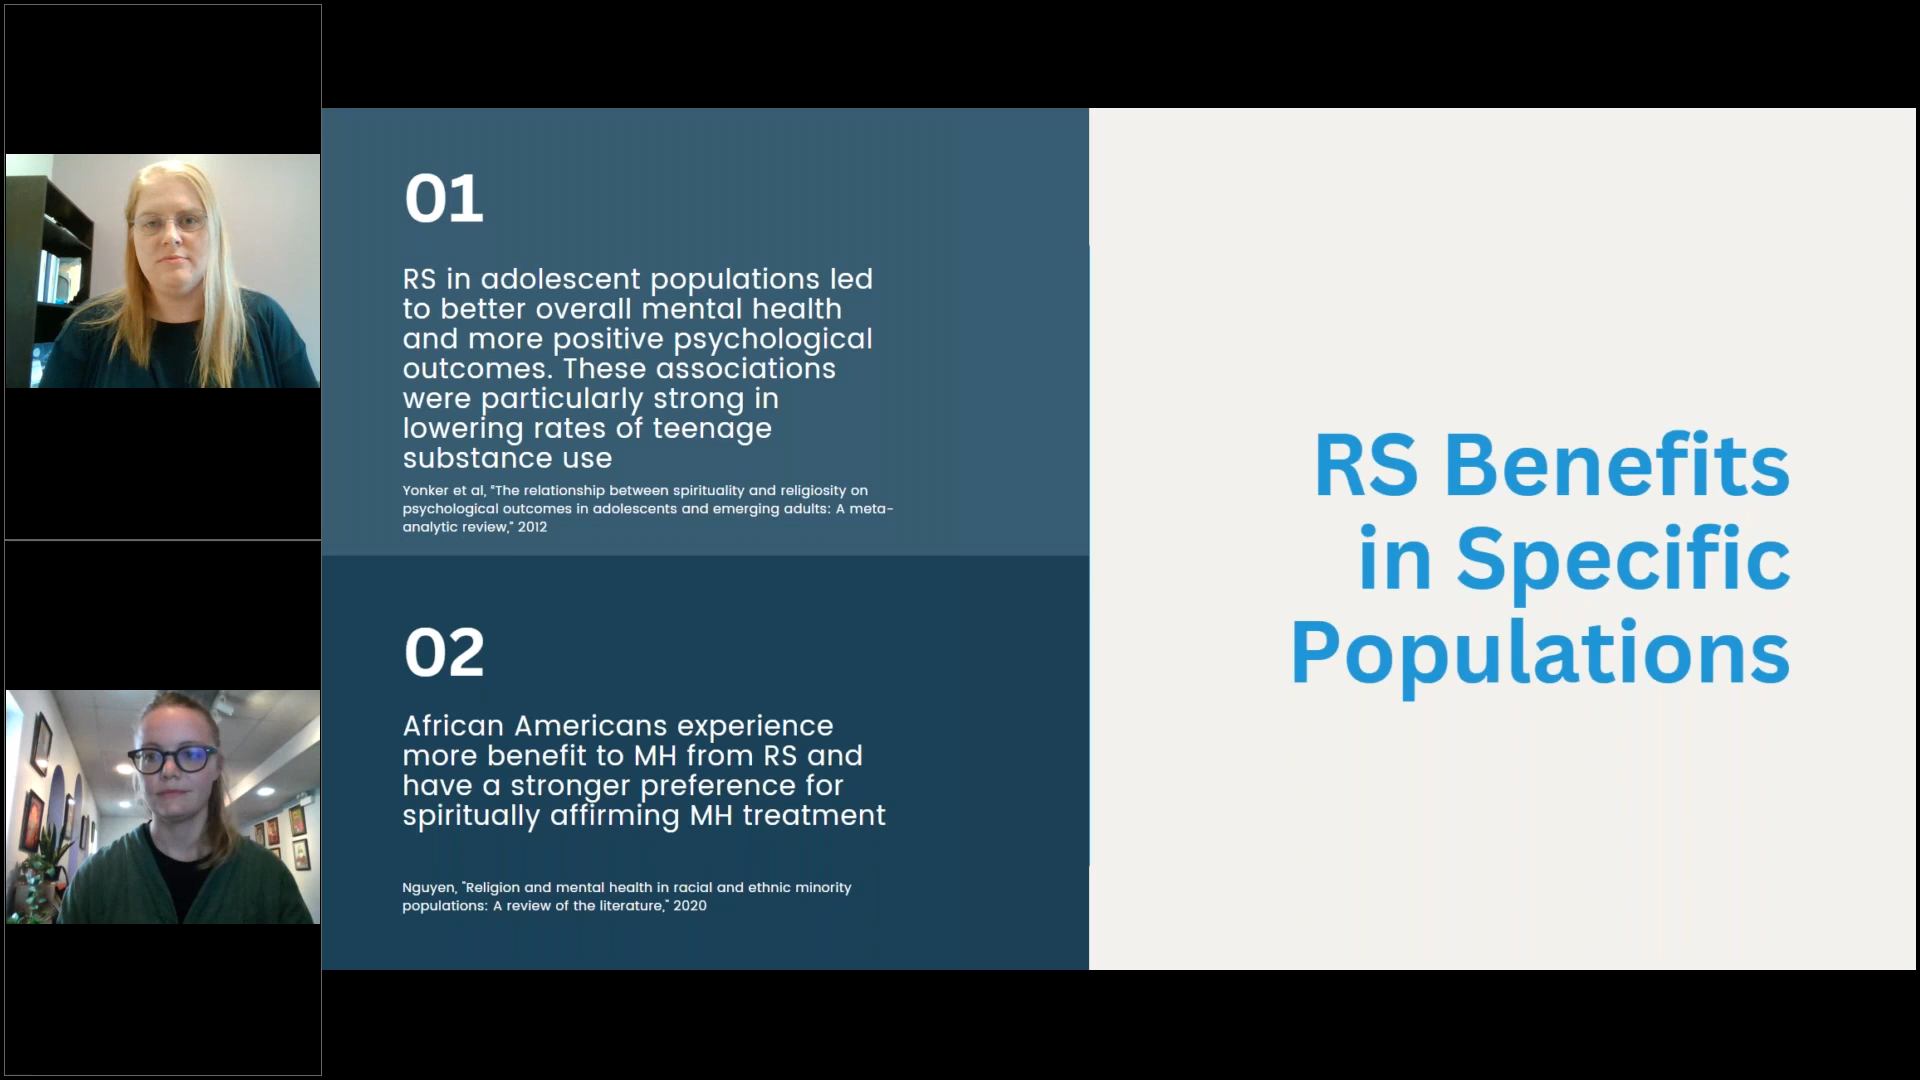 01
RS in adolescent populations led
to better overall mental health
and more positive psychological
outcomes. These associations
were particularly strong in
lowering rates of teenage
substance use
Yonker et al, "The relationship between spirituality and religiosity on
psychological outcomes in adolescents and emerging adults: A meta-
analytic review," 2012
02
African Americans experience
more benefit to MH from RS and
have a stronger preference for
spiritually affirming MH treatment
Nguyen, "Religion and mental health in racial and ethnic minority
populations: A review of the literature," 2020
RS Benefits
in Specific
Populations